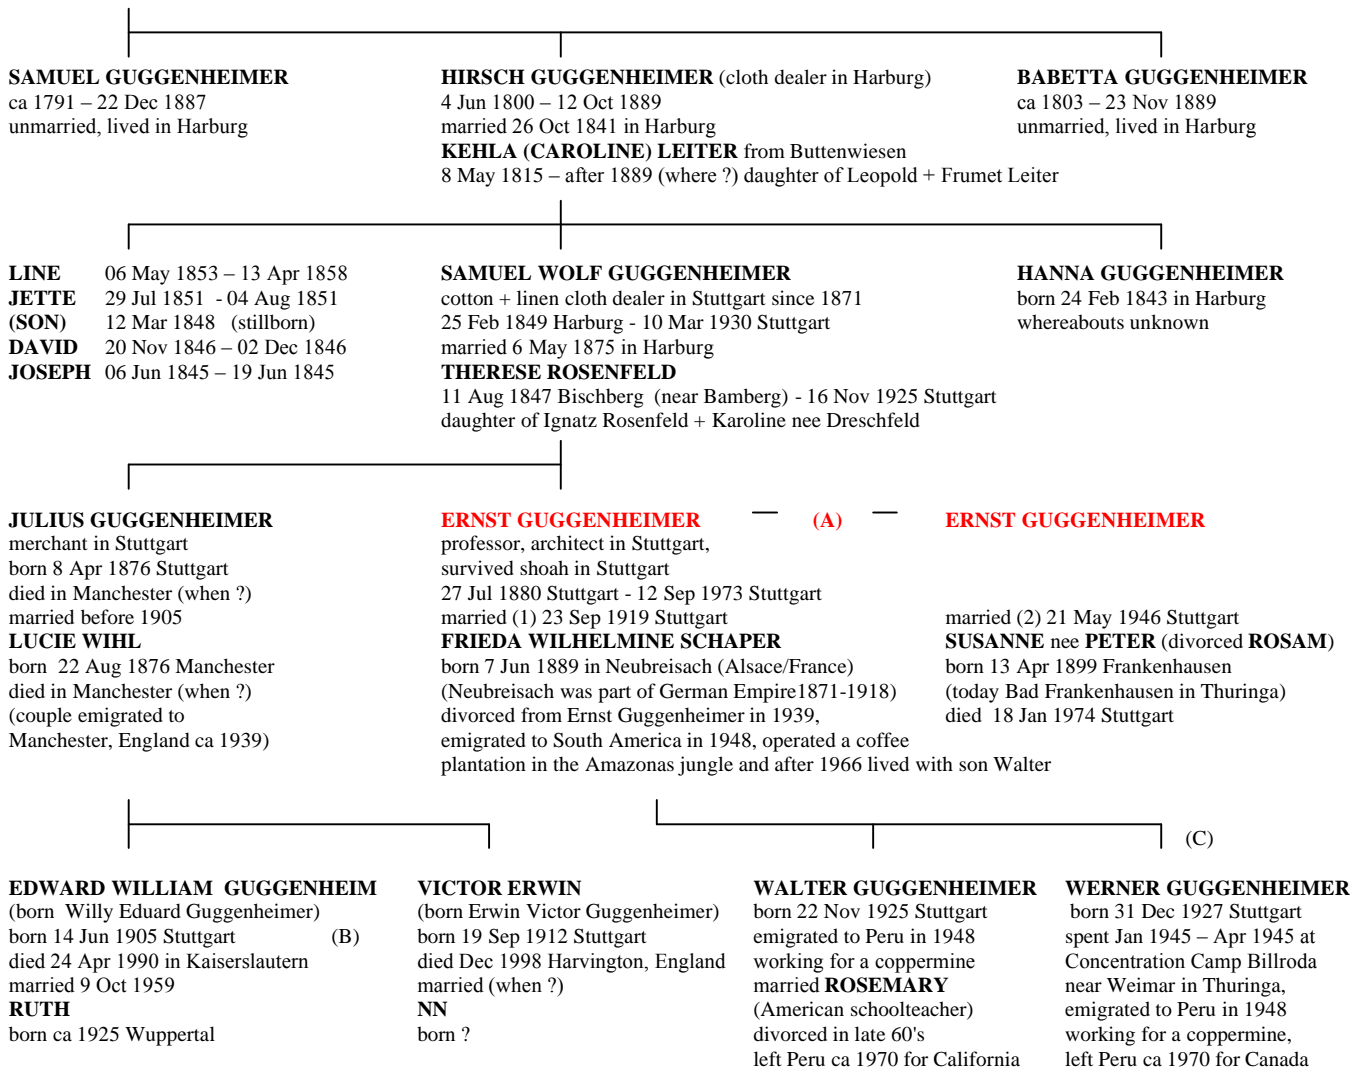 SAMUEL GUGGENHEIMER
ca 1791 – 22 Dec 1887
unmarried, lived in Harburg
HIRSCH GUGGENHEIMER (cloth dealer in Harburg)
4 Jun 1800 – 12 Oct 1889
married 26 Oct 1841 in Harburg
KEHLA (CAROLINE) LEITER from Buttenwiesen
8 May 1815 – after 1889 (where ?) daughter of Leopold + Frumet Leiter
BABETTA GUGGENHEIMER
ca 1803 – 23 Nov 1889
unmarried, lived in Harburg
LINE 06 May 1853 – 13 Apr 1858
JETTE 29 Jul 1851 - 04 Aug 1851
(SON) 12 Mar 1848 (stillborn)
DAVID 20 Nov 1846 – 02 Dec 1846
JOSEPH 06 Jun 1845 – 19 Jun 1845
SAMUEL WOLF GUGGENHEIMER
cotton + linen cloth dealer in Stuttgart since 1871
25 Feb 1849 Harburg - 10 Mar 1930 Stuttgart
married 6 May 1875 in Harburg
THERESE ROSENFELD
11 Aug 1847 Bischberg (near Bamberg) - 16 Nov 1925 Stuttgart
daughter of Ignatz Rosenfeld + Karoline nee Dreschfeld
HANNA GUGGENHEIMER
born 24 Feb 1843 in Harburg
whereabouts unknown
JULIUS GUGGENHEIMER
merchant in Stuttgart
born 8 Apr 1876 Stuttgart
died in Manchester (when ?)
married before 1905
LUCIE WIHL
born 22 Aug 1876 Manchester
died in Manchester (when ?)
(couple emigrated to
Manchester, England ca 1939)
ERNST GUGGENHEIMER — (A) — ERNST GUGGENHEIMER
professor, architect in Stuttgart,
survived shoah in Stuttgart
27 Jul 1880 Stuttgart - 12 Sep 1973 Stuttgart
married (1) 23 Sep 1919 Stuttgart
FRIEDA WILHELMINE SCHAPER
born 7 Jun 1889 in Neubreisach (Alsace/France)
(Neubreisach was part of German Empire1871-1918)
divorced from Ernst Guggenheimer in 1939,
emigrated to South America in 1948, operated a coffee
plantation in the Amazonas jungle and after 1966 lived with son Walter
married (2) 21 May 1946 Stuttgart
SUSANNE nee PETER (divorced ROSAM)
born 13 Apr 1899 Frankenhausen
(today Bad Frankenhausen in Thuringa)
died 18 Jan 1974 Stuttgart
(C)
EDWARD WILLIAM GUGGENHEIM
(born Willy Eduard Guggenheimer)
born 14 Jun 1905 Stuttgart (B)
died 24 Apr 1990 in Kaiserslautern
married 9 Oct 1959
RUTH
born ca 1925 Wuppertal
VICTOR ERWIN
(born Erwin Victor Guggenheimer)
born 19 Sep 1912 Stuttgart
died Dec 1998 Harvington, England
married (when ?)
NN
born ?
WALTER GUGGENHEIMER
born 22 Nov 1925 Stuttgart
emigrated to Peru in 1948
working for a coppermine
married ROSEMARY
(American schoolteacher)
divorced in late 60's
left Peru ca 1970 for California
WERNER GUGGENHEIMER
born 31 Dec 1927 Stuttgart
spent Jan 1945 – Apr 1945 at
Concentration Camp Billroda
near Weimar in Thuringa,
emigrated to Peru in 1948
working for a coppermine,
left Peru ca 1970 for Canada